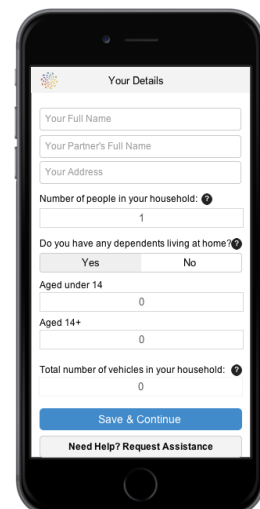 Your Details
Your Full Name
Your Partner's Full Name
Your Address
Number of people in your household: ?
1
Do you have any dependents living at home? ?
Yes No
Aged under 14
0
Aged 14+
0
Total number of vehicles in your household: ?
0
Save & Continue
Need Help? Request Assistance